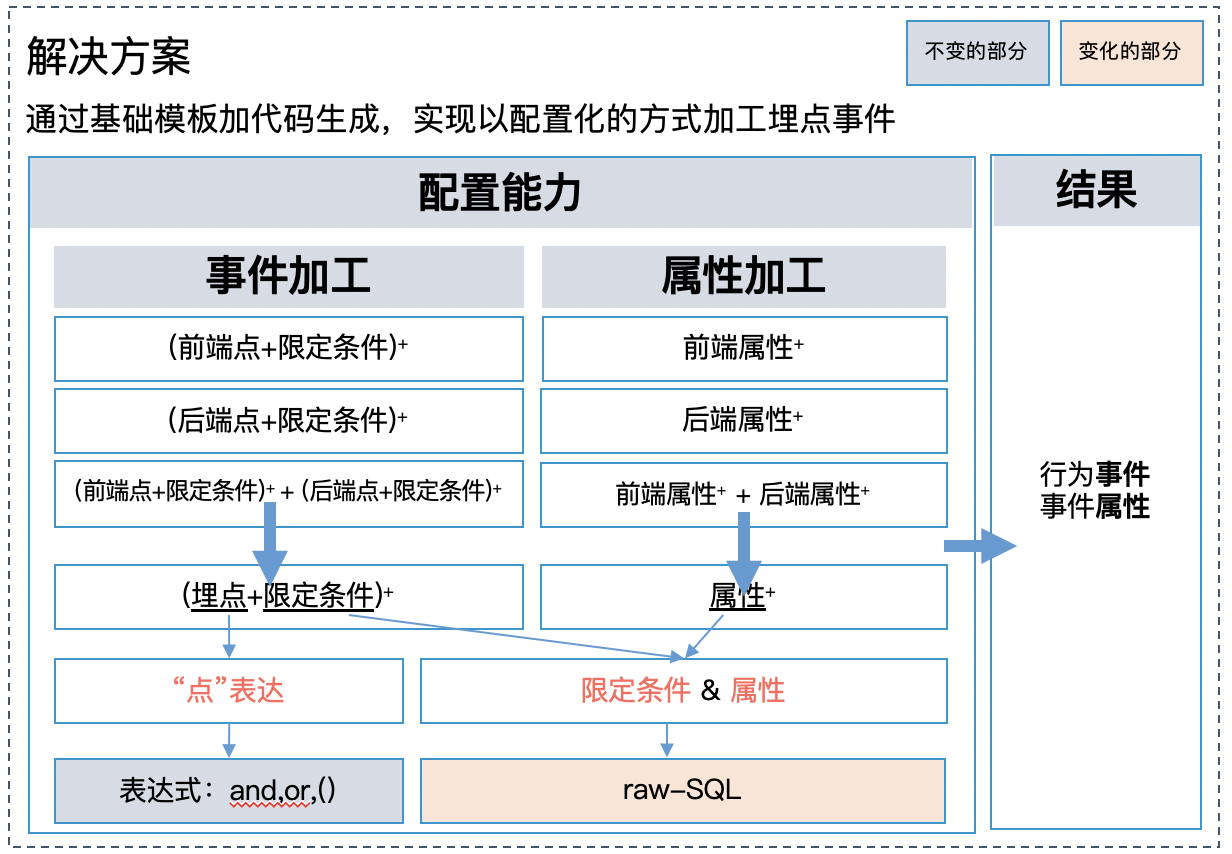 解决方案
不变的部分
变化的部分
通过基础模板加代码生成，实现以配置化的方式加工埋点事件
配置能力
结果
事件加工
属性加工
(前端点+限定条件)⁺
前端属性⁺
(后端点+限定条件)⁺
后端属性⁺
(前端点+限定条件)⁺ + (后端点+限定条件)⁺
前端属性⁺ + 后端属性⁺
行为事件
事件属性
(埋点+限定条件)⁺
属性⁺
“点”表达
限定条件 & 属性
表达式：and,or,()
raw-SQL